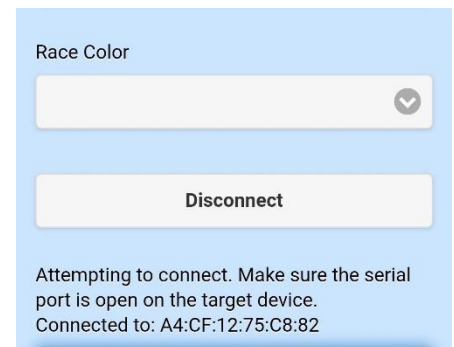 Race Color
Disconnect
Attempting to connect. Make sure the serial
port is open on the target device.
Connected to: A4:CF:12:75:C8:82